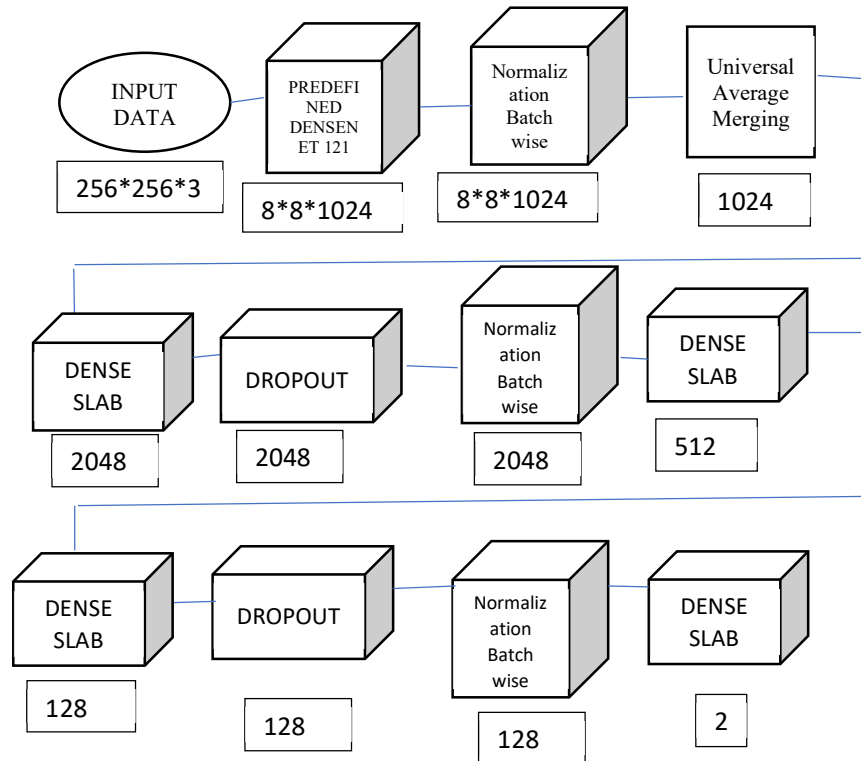 INPUT
DATA
PREDEFI
NED
DENSEN
ET 121
Normaliz
ation
Batch
wise
Universal
Average
Merging
256*256*3
8*8*1024
8*8*1024
1024
DENSE
SLAB
DROPOUT
Normaliz
ation
Batch
wise
DENSE
SLAB
2048
2048
2048
512
DENSE
SLAB
DROPOUT
Normaliz
ation
Batch
wise
DENSE
SLAB
128
128
128
2